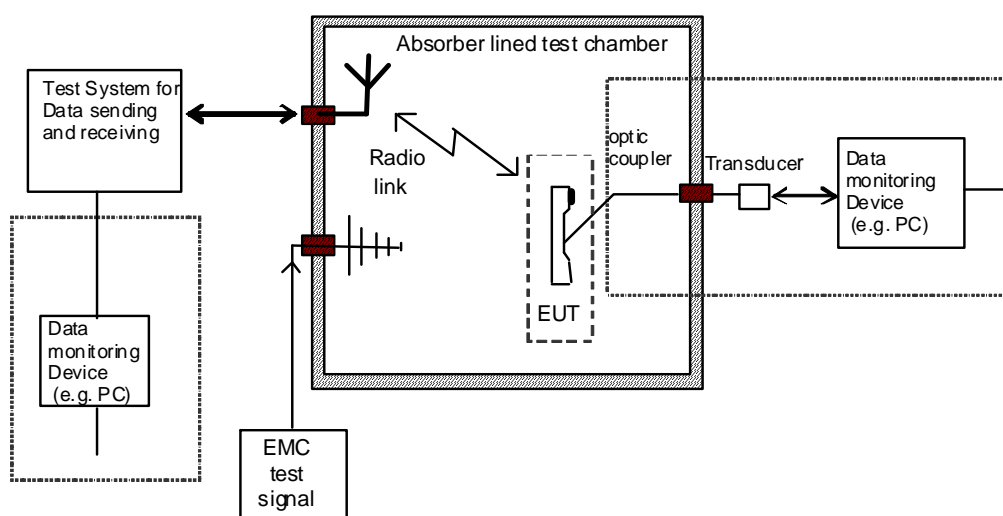 Absorber lined test chamber
Test System for
Data sending
and receiving
Radio
link
optic
coupler
Transducer
Data
monitoring
Device
(e.g. PC)
EUT
Data
monitoring
Device
(e.g. PC)
EMC
test
signal